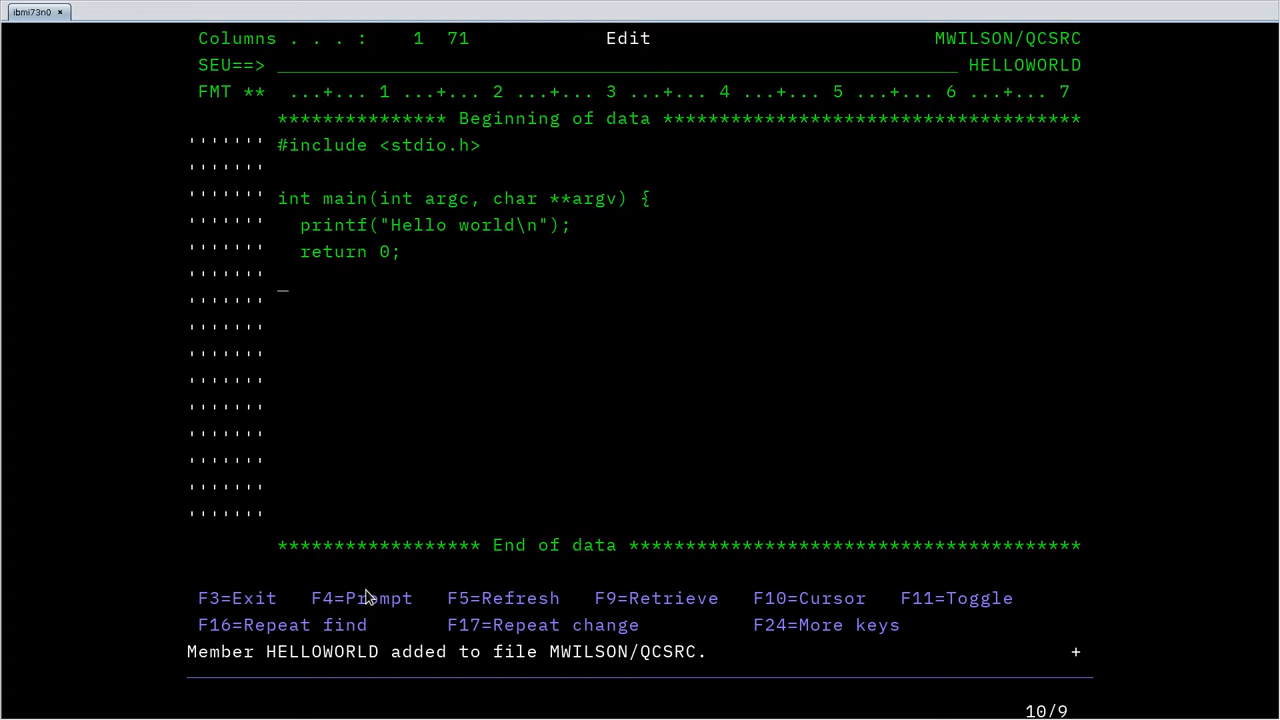 ibmi73n0 ×
Columns . . . :    1  71            Edit                         MWILSON/QCSRC
SEU==> ____________________________________________________________ HELLOWORLD
FMT **  ...+... 1 ...+... 2 ...+... 3 ...+... 4 ...+... 5 ...+... 6 ...+... 7
*************** Beginning of data *************************************
''''''' #include <stdio.h>
'''''''
''''''' int main(int argc, char **argv) {
'''''''   printf("Hello world\n");
'''''''   return 0;
''''''' _
'''''''
'''''''
'''''''
'''''''
'''''''
'''''''
'''''''
'''''''
'''''''
****************** End of data ****************************************
F3=Exit   F4=Prompt   F5=Refresh   F9=Retrieve   F10=Cursor   F11=Toggle
F16=Repeat find       F17=Repeat change          F24=More keys
Member HELLOWORLD added to file MWILSON/QCSRC.                                +
10/9